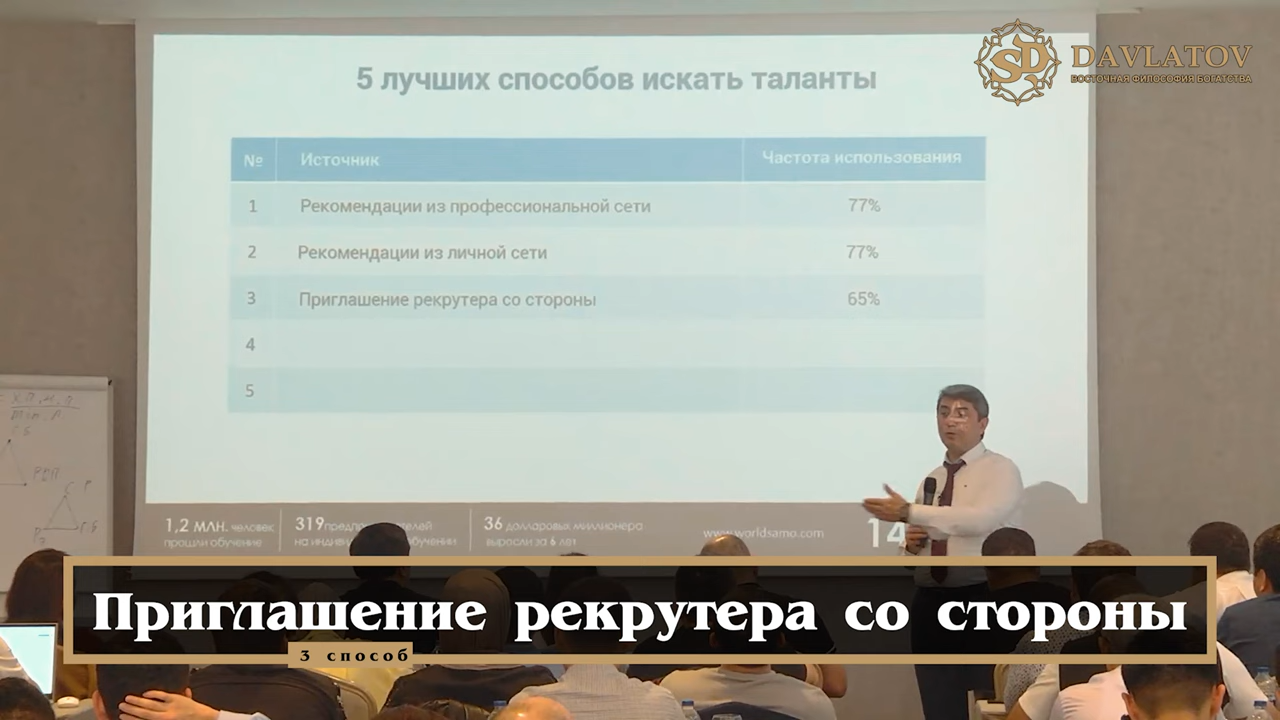 5 лучших способов искать таланты
DAVLATOV
ВОСТОЧНАЯ ФИЛОСОФИЯ БОГАТСТВА
№ Источник Частота использования
1 Рекомендации из профессиональной сети 77%
2 Рекомендации из личной сети 77%
3 Приглашение рекрутера со стороны 65%
4
5
1,2 МЛН. человек
прошли обучение
319
36 долларовых миллионера
выросли за 6 лет
www.worldsamo.com
14
Приглашение рекрутера со стороны
3 способ